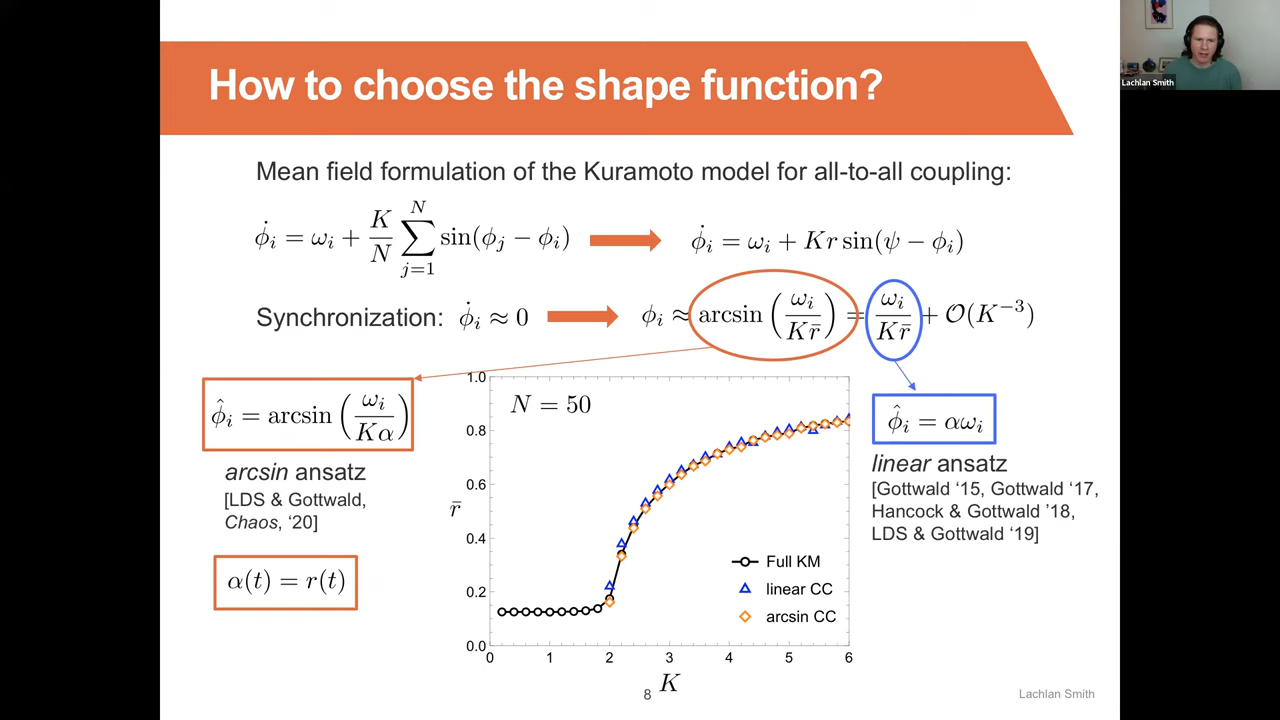 Lachlan Smith
How to choose the shape function?
Mean field formulation of the Kuramoto model for all-to-all coupling:
ϕ̇ᵢ = ωᵢ + K/N ∑_{j=1}^{N} sin(ϕⱼ − ϕᵢ)
ϕ̇ᵢ = ωᵢ + Kr sin(ψ − ϕᵢ)
Synchronization: ϕ̇ᵢ ≈ 0
ϕᵢ ≈ arcsin(ωᵢ/Kr̄) = ωᵢ/Kr̄ + 𝒪(K⁻³)
ϕ̂ᵢ = arcsin(ωᵢ/Kα)
arcsin ansatz
[LDS & Gottwald,
Chaos, ‘20]
α(t) = r(t)
N = 50
1.0
0.8
0.6
0.4
0.2
0.0
r̄
0 1 2 3 4 5 6
K
Full KM
linear CC
arcsin CC
ϕ̂ᵢ = αωᵢ
linear ansatz
[Gottwald ‘15, Gottwald ‘17,
Hancock & Gottwald ’18,
LDS & Gottwald ‘19]
8
Lachlan Smith